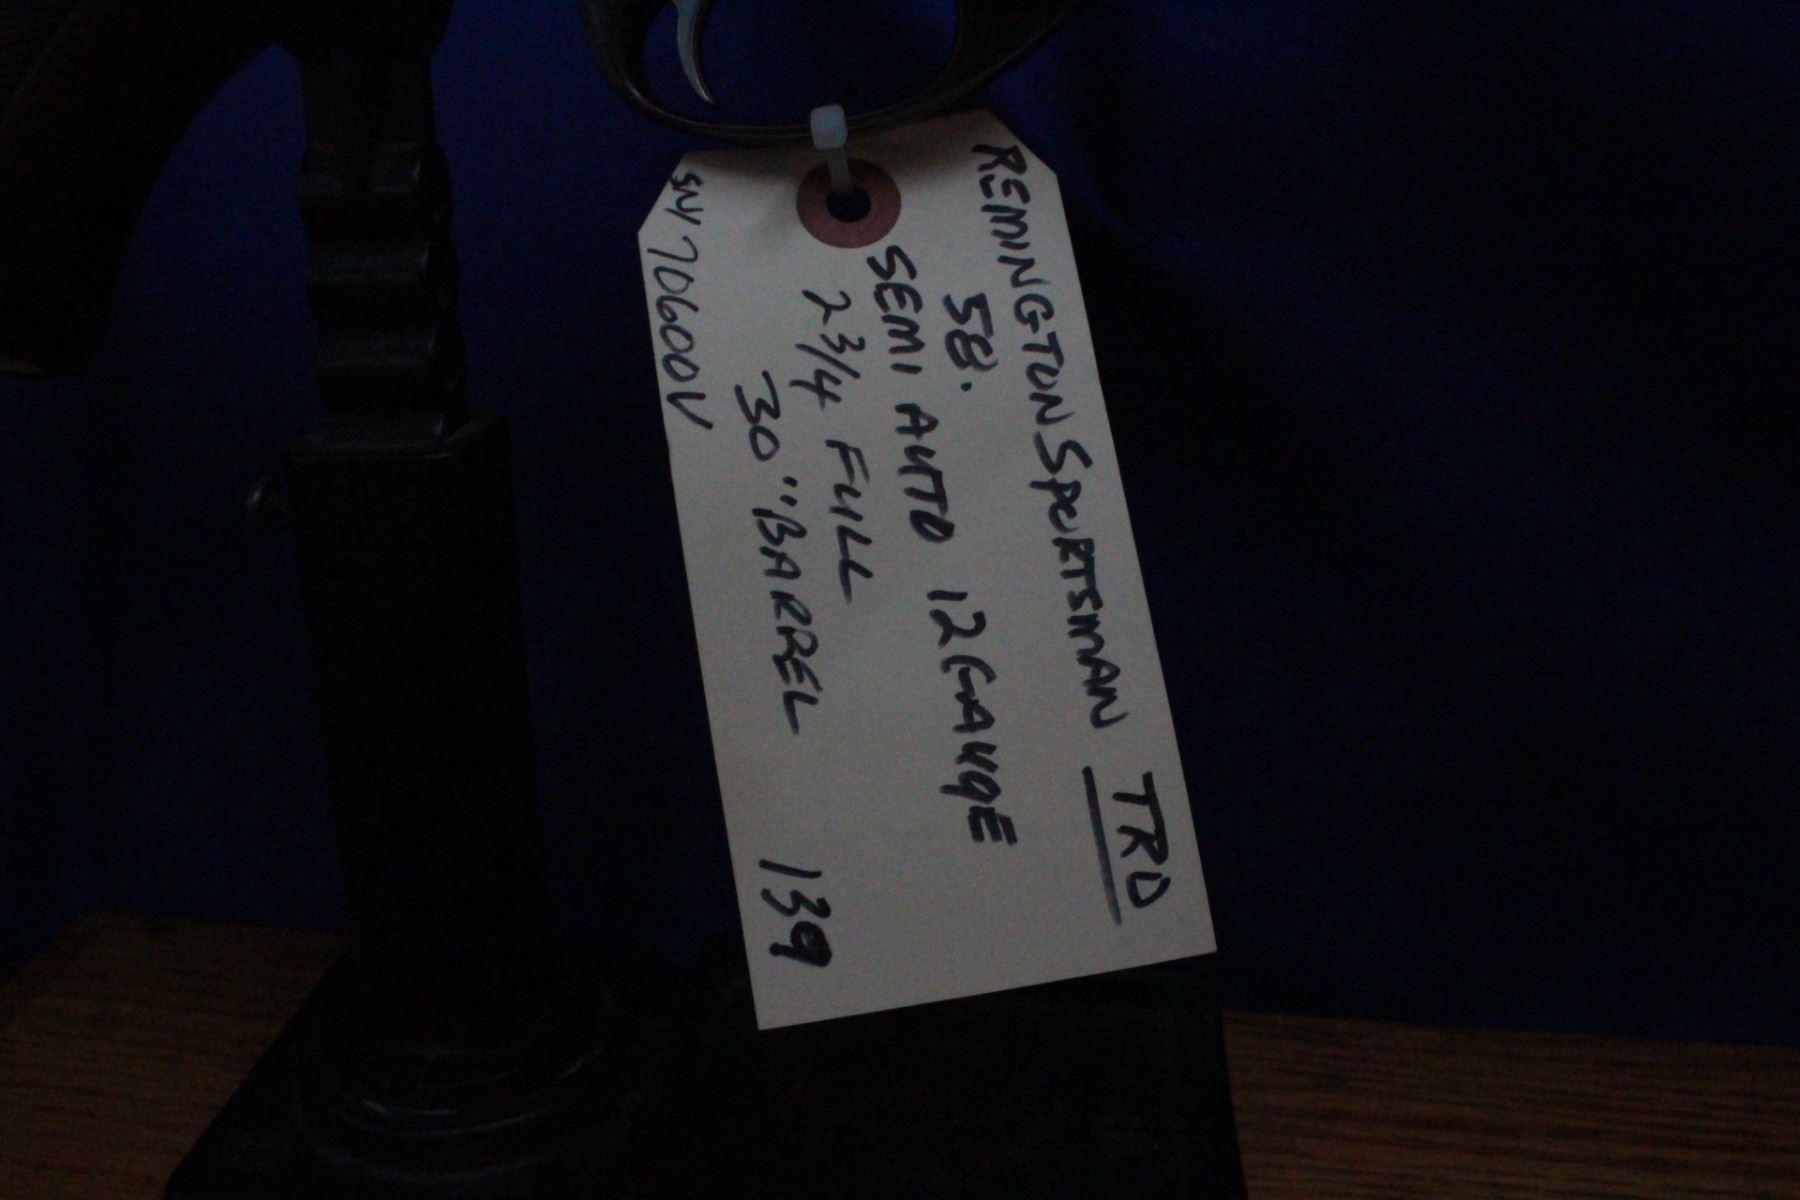 REMINGTON SPORTSMAN TRD
58.
SEMI AUTO 12 GAUGE
2 3/4 FULL
30" BARREL 139
SN 70600V